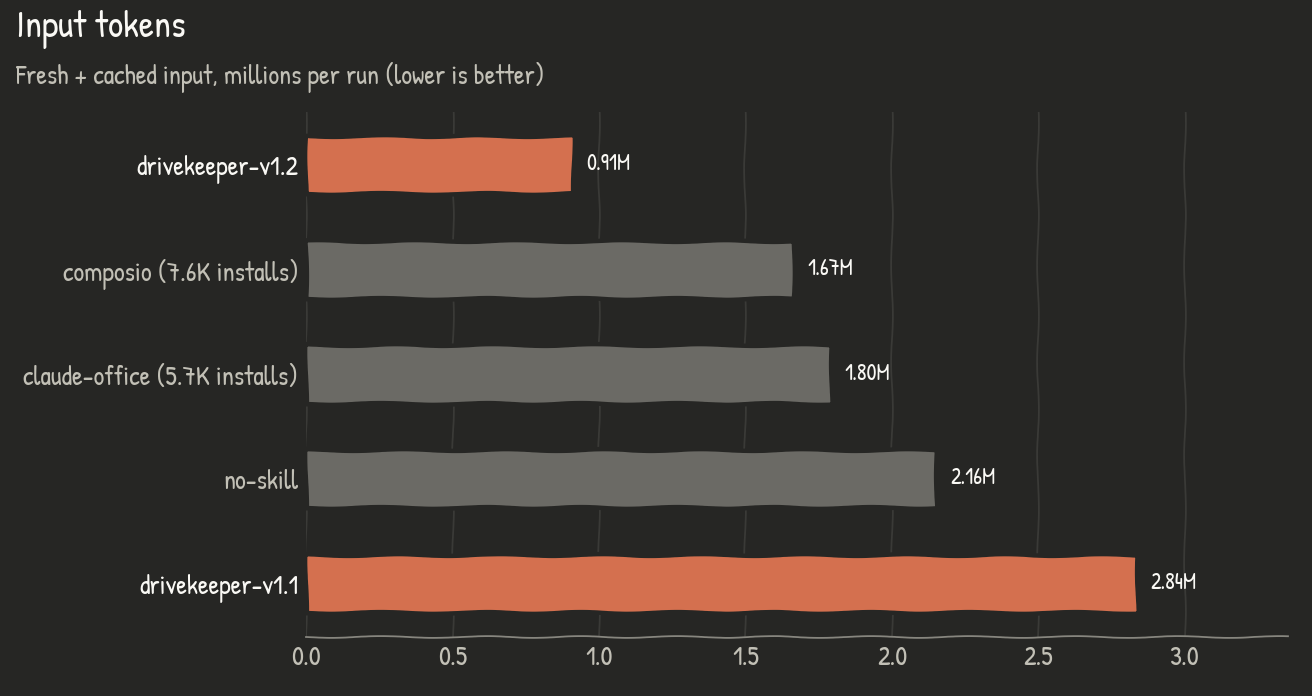 Input tokens
Fresh + cached input, millions per run (lower is better)
drivekeeper-v1.2 0.91M
composio (7.6K installs) 1.67M
claude-office (5.7K installs) 1.80M
no-skill 2.16M
drivekeeper-v1.1 2.84M
0.0 0.5 1.0 1.5 2.0 2.5 3.0